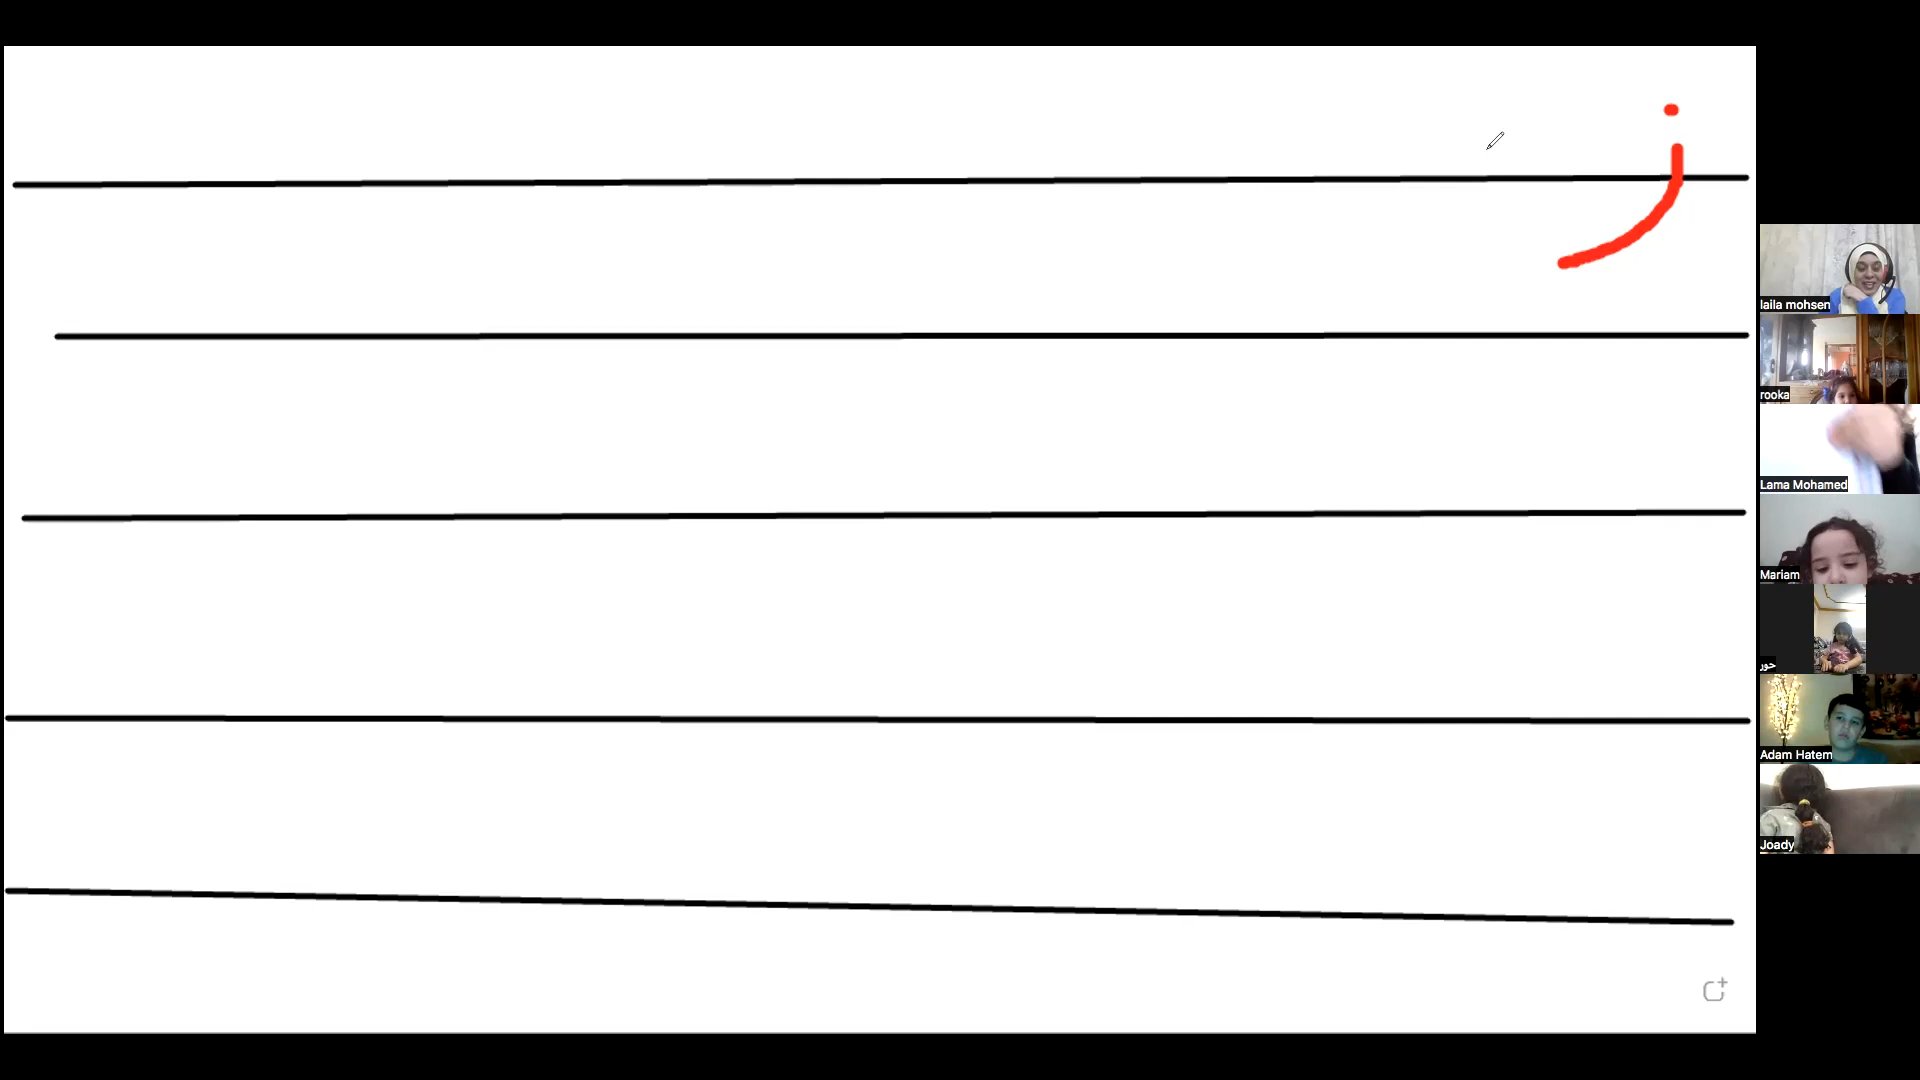 ز
laila mohsen
rooka
Lama Mohamed
Mariam
حور
Adam Hatem
Joady